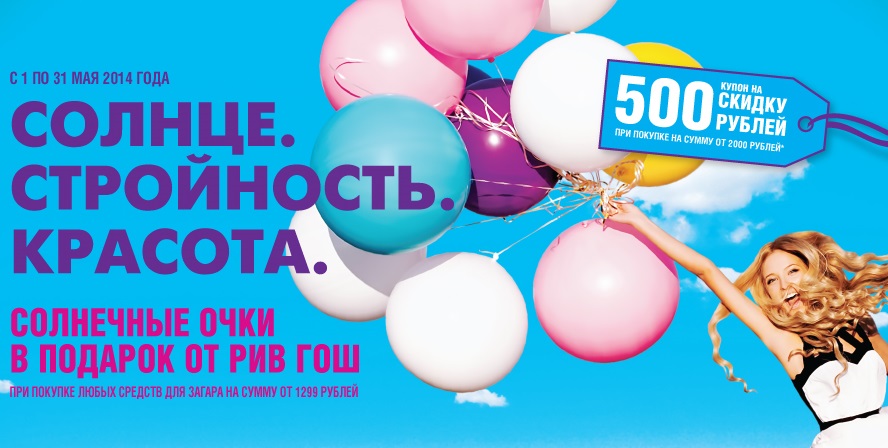 С 1 ПО 31 МАЯ 2014 ГОДА
СОЛНЦЕ.
СТРОЙНОСТЬ.
КРАСОТА.
СОЛНЕЧНЫЕ ОЧКИ
В ПОДАРОК ОТ РИВ ГОШ
ПРИ ПОКУПКЕ ЛЮБЫХ СРЕДСТВ ДЛЯ ЗАГАРА НА СУММУ ОТ 1299 РУБЛЕЙ
500
КУПОН НА
СКИДКУ
РУБЛЕЙ
ПРИ ПОКУПКЕ НА СУММУ ОТ 2000 РУБЛЕЙ*